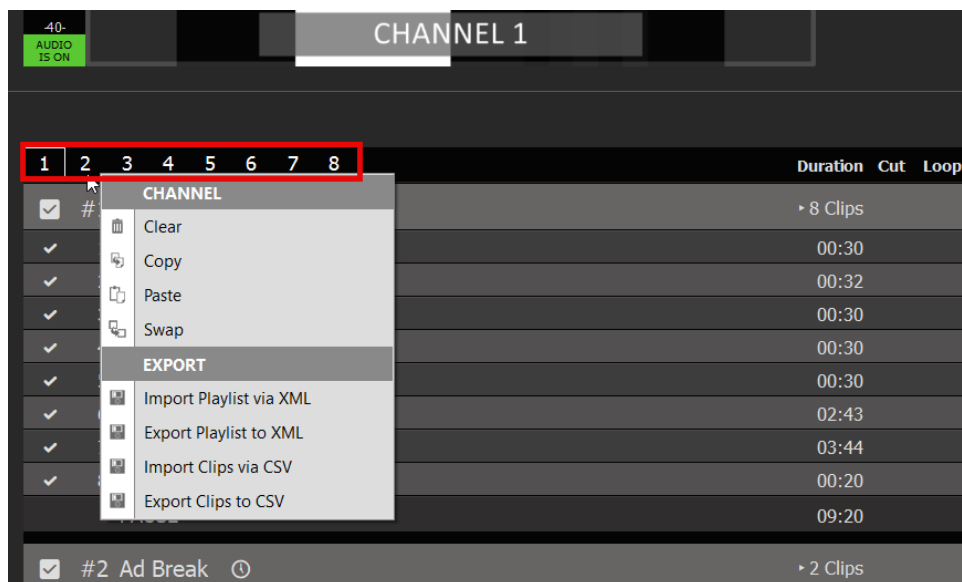 -40-
AUDIO
IS ON
CHANNEL 1
1 2 3 4 5 6 7 8 Duration Cut Loop
CHANNEL
#1 8 Clips
Clear
00:30
Copy
00:32
Paste
00:30
Swap
00:30
EXPORT
00:30
Import Playlist via XML
02:43
Export Playlist to XML
03:44
Import Clips via CSV
00:20
Export Clips to CSV
09:20
#2 Ad Break 2 Clips